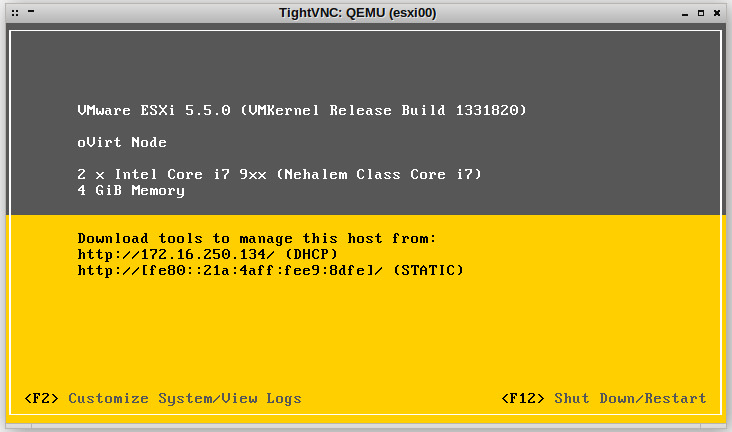 TightVNC: QEMU (esxi00)
VMware ESXi 5.5.0 (VMKernel Release Build 1331820)
oVirt Node
2 x Intel Core i7 9xx (Nehalem Class Core i7)
4 GiB Memory
Download tools to manage this host from:
http://172.16.250.134/ (DHCP)
http://[fe80::21a:4aff:fee9:8dfe]/ (STATIC)
<F2> Customize System/View Logs
<F12> Shut Down/Restart